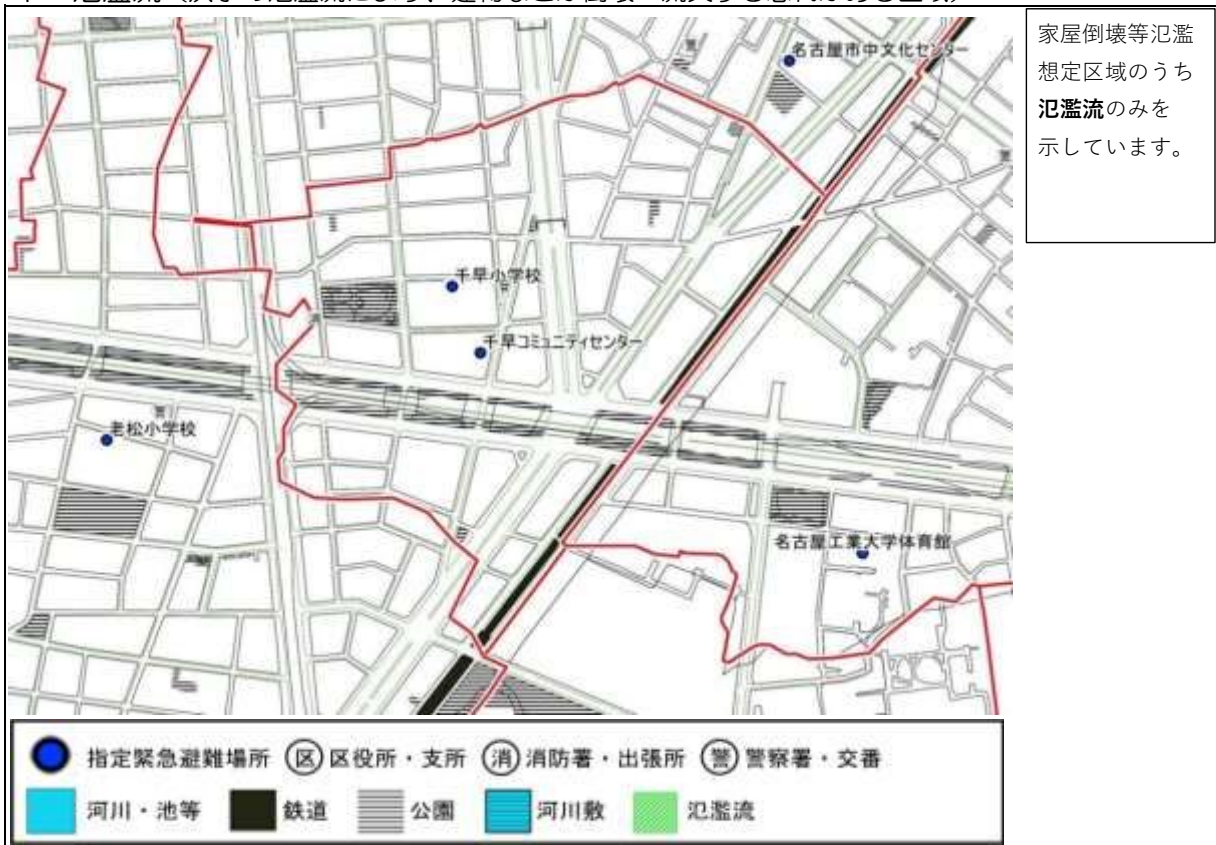 家屋倒壊等氾濫
想定区域のうち
氾濫流のみを
示しています。
名古屋市中文化センター
千早小学校
千早コミュニティセンター
老松小学校
名古屋工業大学体育館
指定緊急避難場所 区 区役所・支所 消 消防署・出張所 警 警察署・交番
河川・池等 鉄道 公園 河川敷 氾濫流